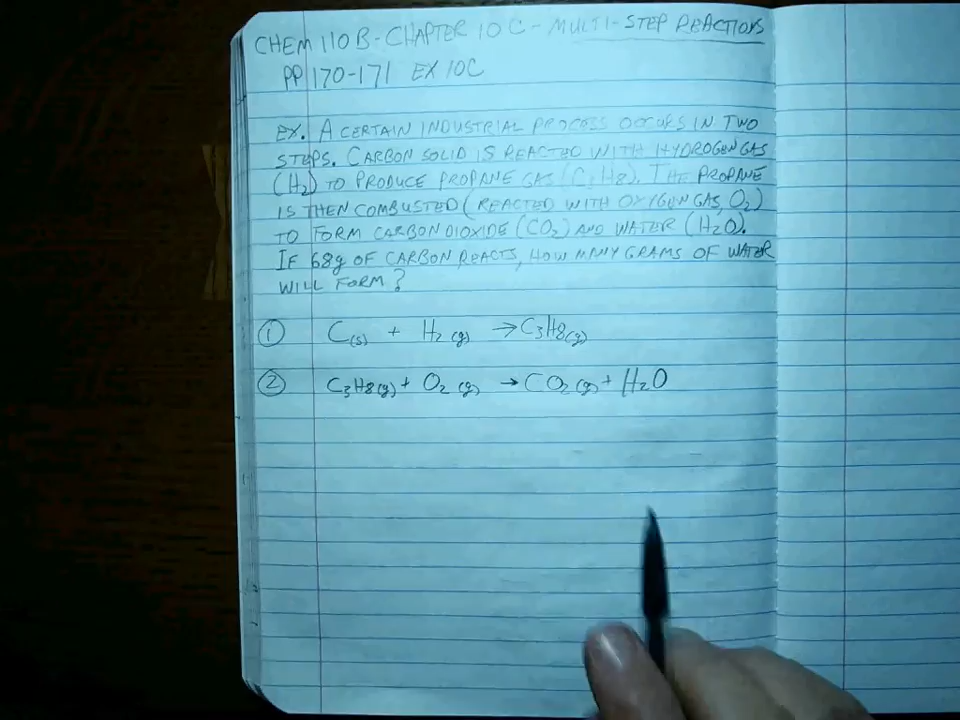 CHEM 110B - CHAPTER 10C - MULTI-STEP REACTIONS
PP 170-171 EX 10C
EX. A CERTAIN INDUSTRIAL PROCESS OCCURS IN TWO
STEPS. CARBON SOLID IS REACTED WITH HYDROGEN GAS
(H2) TO PRODUCE PROPANE GAS (C3H8). THE PROPANE
IS THEN COMBUSTED (REACTED WITH OXYGEN GAS, O2)
TO FORM CARBON DIOXIDE (CO2) AND WATER (H2O).
IF 68g OF CARBON REACTS, HOW MANY GRAMS OF WATER
WILL FORM?
① C(s) + H2 (g) → C3H8(g)
② C3H8(g) + O2 (g) → CO2(g) + H2O